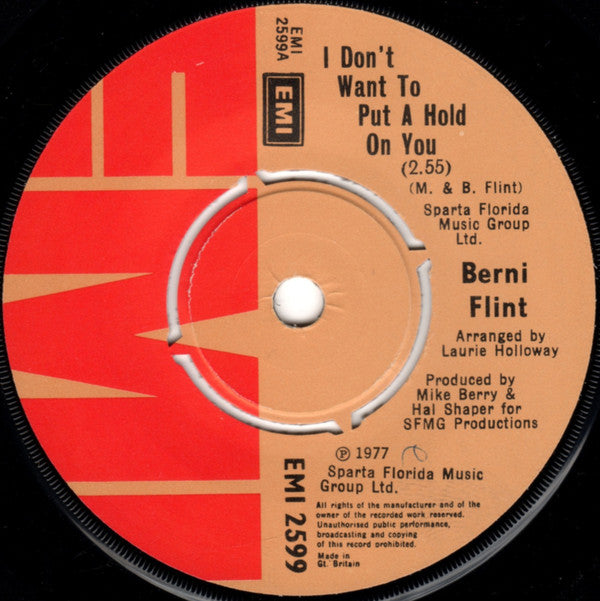 EMI
2599A
EMI
I Don't
Want To
Put A Hold
On You
(2.55)
(M. & B. Flint)
Sparta Florida
Music Group
Ltd.
Berni
Flint
Arranged by
Laurie Holloway
Produced by
Mike Berry &
Hal Shaper for
SFMG Productions
℗ 1977
Sparta Florida Music
Group Ltd.
EMI 2599
All rights of the manufacturer and of the
owner of the recorded work reserved.
Unauthorised public performance,
broadcasting and copying
of this record prohibited.
Made in
Gt. Britain
EMI